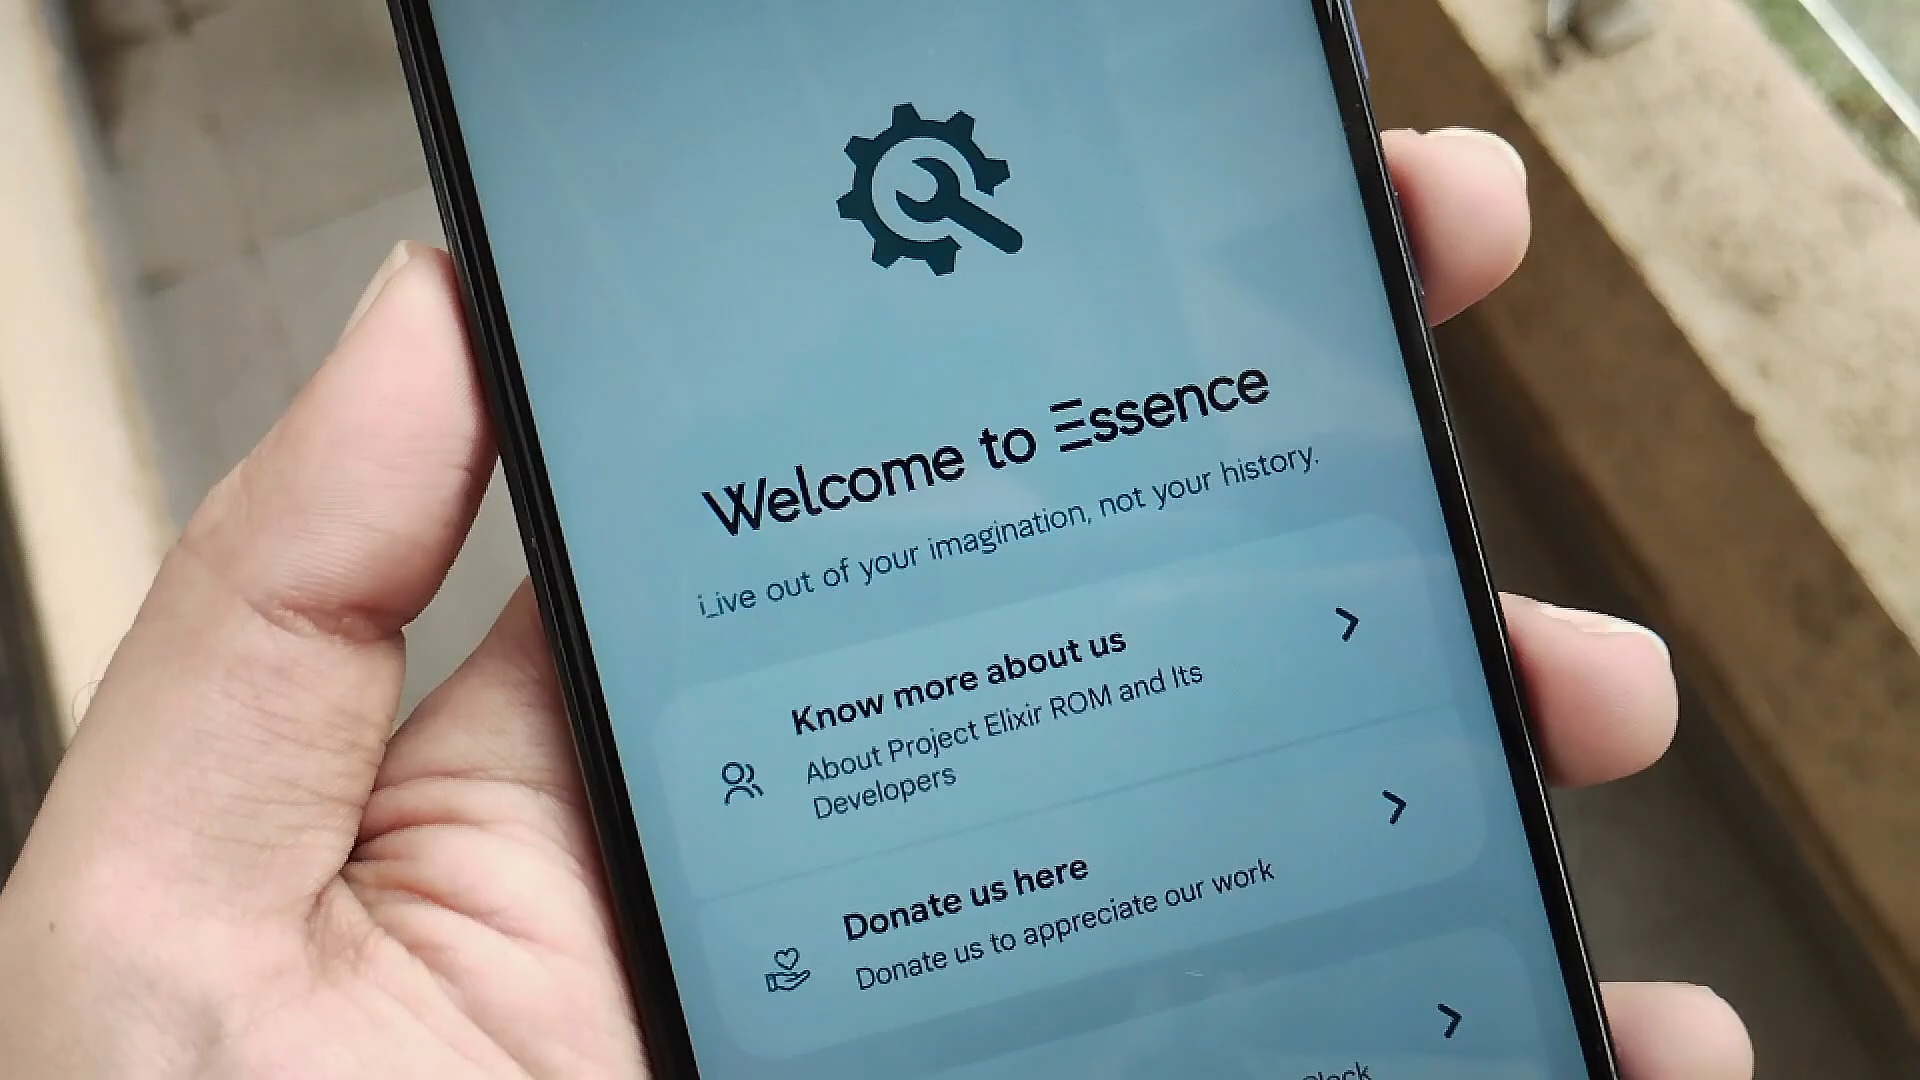 Welcome to Essence
Live out of your imagination, not your history.
Know more about us
About Project Elixir ROM and Its
Developers
Donate us here
Donate us to appreciate our work